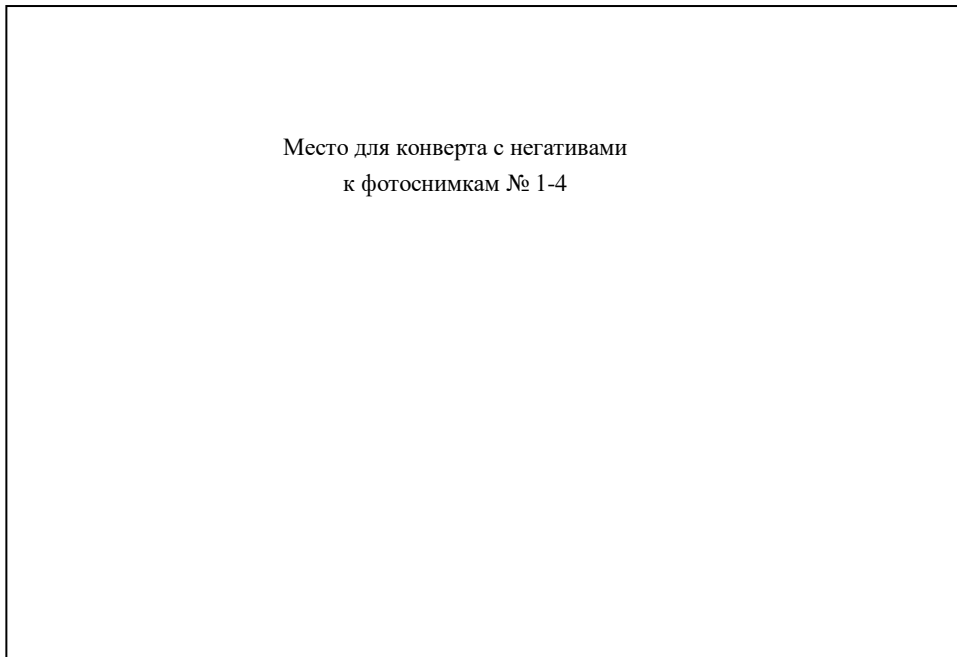 Место для конверта с негативами
к фотоснимкам № 1-4